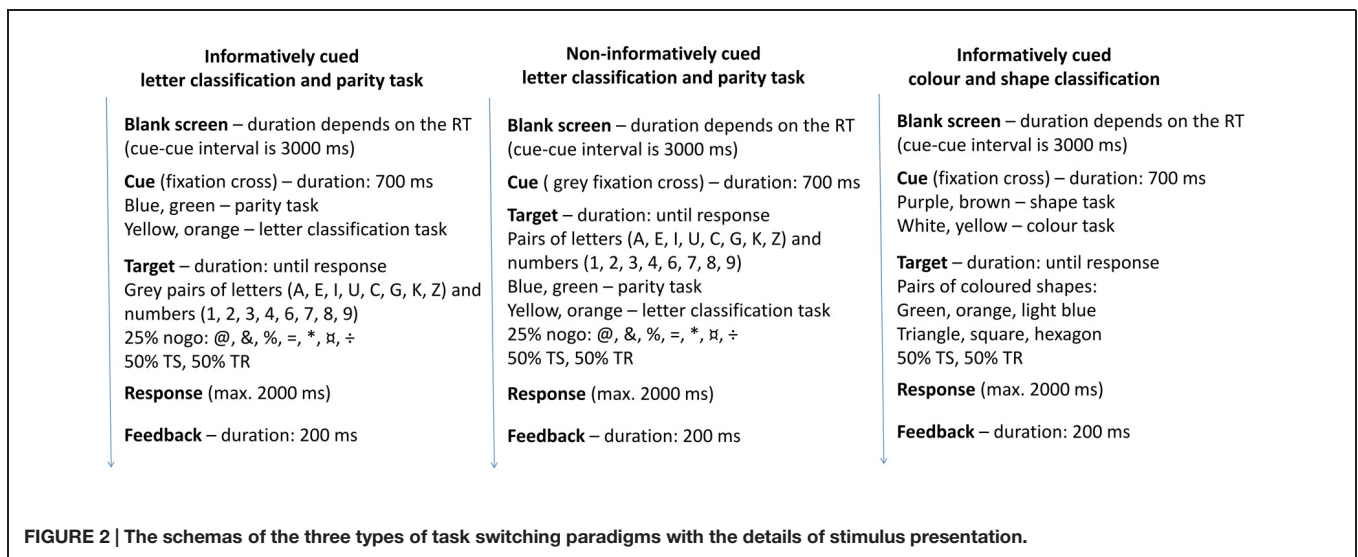 Informatively cued
letter classification and parity task
Blank screen – duration depends on the RT
(cue-cue interval is 3000 ms)
Cue (fixation cross) – duration: 700 ms
Blue, green – parity task
Yellow, orange – letter classification task
Target – duration: until response
Grey pairs of letters (A, E, I, U, C, G, K, Z) and
numbers (1, 2, 3, 4, 6, 7, 8, 9)
25% nogo: @, &, %, =, *, ¤, ÷
50% TS, 50% TR
Response (max. 2000 ms)
Feedback – duration: 200 ms
Non-informatively cued
letter classification and parity task
Blank screen – duration depends on the RT
(cue-cue interval is 3000 ms)
Cue ( grey fixation cross) – duration: 700 ms
Target – duration: until response
Pairs of letters (A, E, I, U, C, G, K, Z) and
numbers (1, 2, 3, 4, 6, 7, 8, 9)
Blue, green – parity task
Yellow, orange – letter classification task
25% nogo: @, &, %, =, *, ¤, ÷
50% TS, 50% TR
Response (max. 2000 ms)
Feedback – duration: 200 ms
Informatively cued
colour and shape classification
Blank screen – duration depends on the RT
(cue-cue interval is 3000 ms)
Cue (fixation cross) – duration: 700 ms
Purple, brown – shape task
White, yellow – colour task
Target – duration: until response
Pairs of coloured shapes:
Green, orange, light blue
Triangle, square, hexagon
50% TS, 50% TR
Response (max. 2000 ms)
Feedback – duration: 200 ms
FIGURE 2 | The schemas of the three types of task switching paradigms with the details of stimulus presentation.